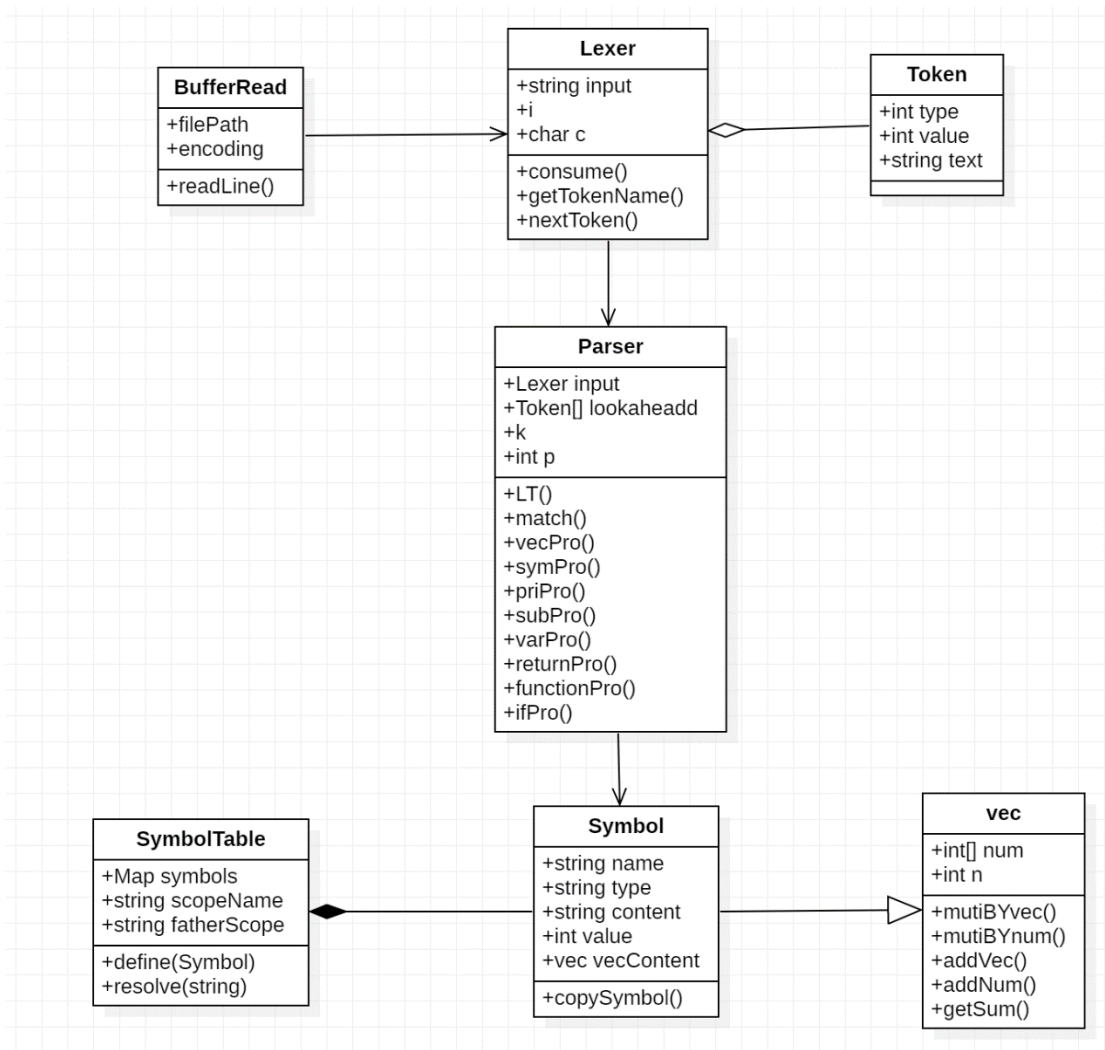 BufferRead
+filePath
+encoding
+readLine()
Lexer
+string input
+i
+char c
+consume()
+getTokenName()
+nextToken()
Token
+int type
+int value
+string text
Parser
+Lexer input
+Token[] lookaheadd
+k
+int p
+LT()
+match()
+vecPro()
+symPro()
+priPro()
+subPro()
+varPro()
+returnPro()
+functionPro()
+ifPro()
SymbolTable
+Map symbols
+string scopeName
+string fatherScope
+define(Symbol)
+resolve(string)
Symbol
+string name
+string type
+string content
+int value
+vec vecContent
+copySymbol()
vec
+int[] num
+int n
+mutiBYvec()
+mutiBYnum()
+addVec()
+addNum()
+getSum()